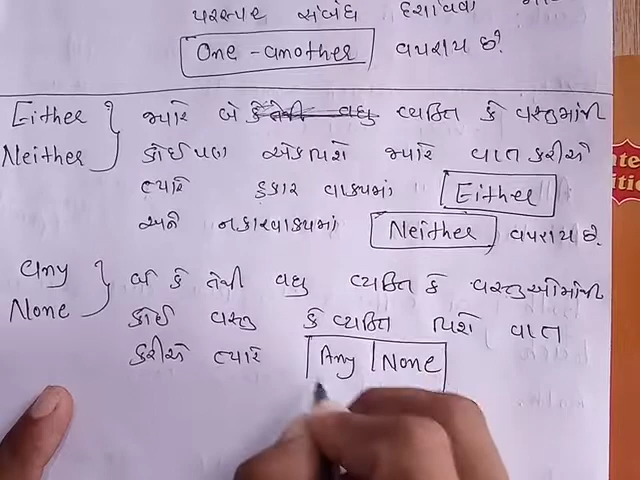 પરસ્પર સંબંધ દર્શાવવા
One-another વપરાય છે.
Either
Neither
જ્યારે બે કે તેથી વધુ વ્યક્તિ કે વસ્તુમાંથી
કોઈપણ એક વિશે જ્યારે વાત કરીએ
ત્યારે હકાર વાક્યમાં Either
અને નકારવાક્યમાં Neither વપરાય છે.
Any
None
બે કે તેથી વધુ વ્યક્તિ કે વસ્તુઓમાંથી
કોઈ વસ્તુ કે વ્યક્તિ વિશે વાત
કરીએ ત્યારે Any None